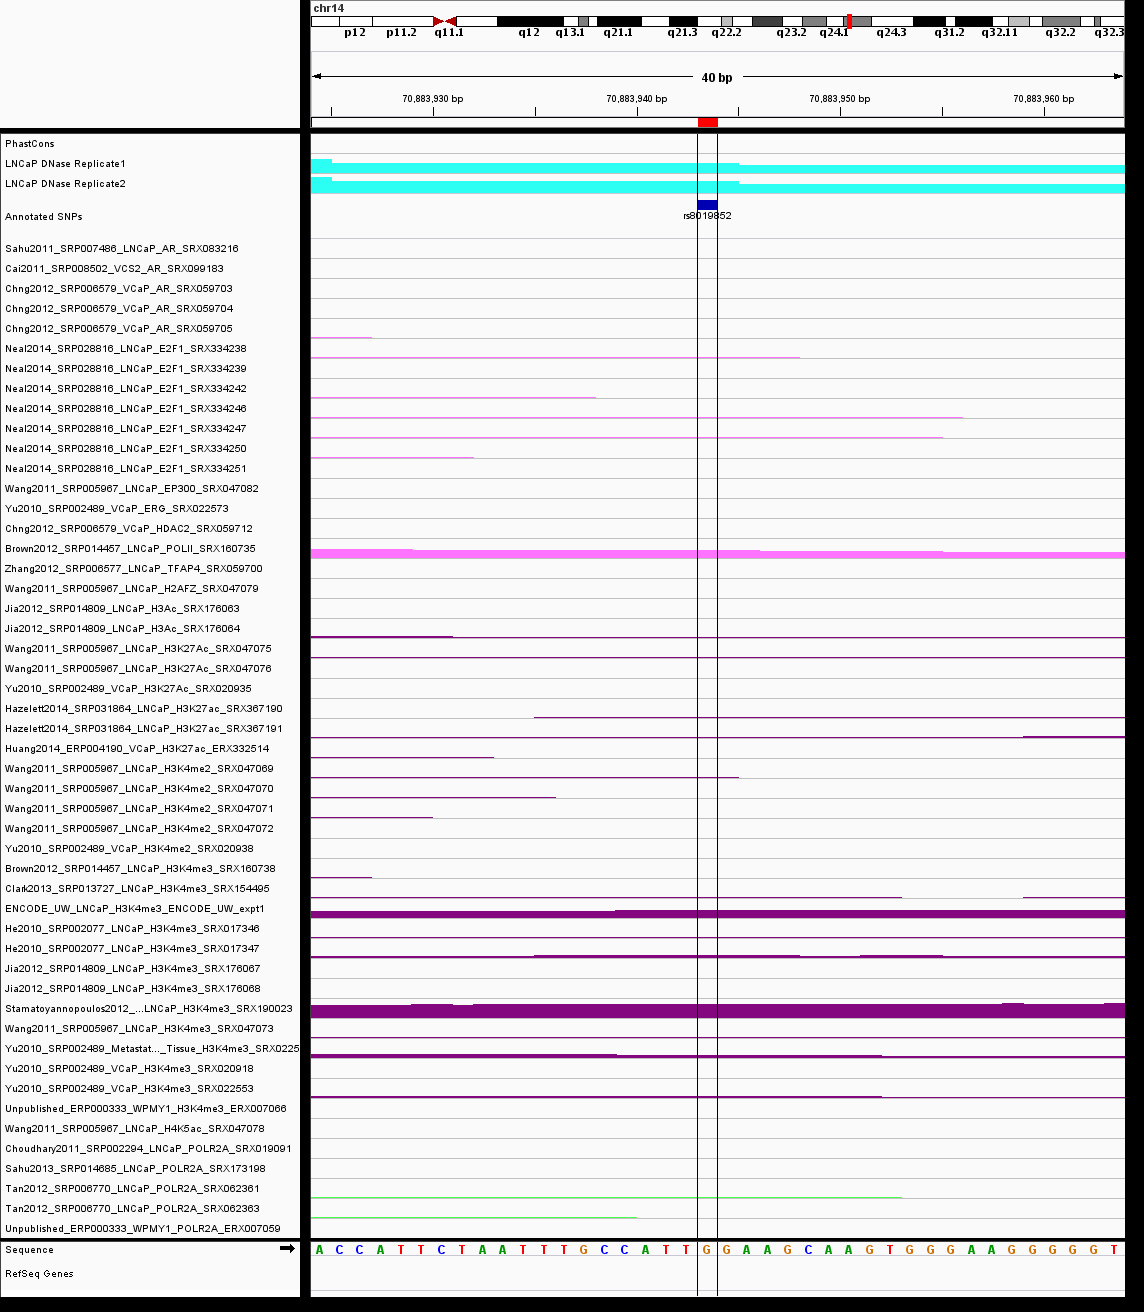 chr14
p12 p11.2 q11.1 q12 q13.1 q21.1 q21.3 q22.2 q23.2 q24.1 q24.3 q31.2 q32.11 q32.2 q32.3
40 bp
70,883,930 bp 70,883,940 bp 70,883,950 bp 70,883,960 bp
PhastCons
LNCaP DNase Replicate1
LNCaP DNase Replicate2
Annotated SNPs rs8019852
Sahu2011_SRP007486_LNCaP_AR_SRX083216
Cai2011_SRP008502_VCS2_AR_SRX099183
Chng2012_SRP006579_VCaP_AR_SRX059703
Chng2012_SRP006579_VCaP_AR_SRX059704
Chng2012_SRP006579_VCaP_AR_SRX059705
Neal2014_SRP028816_LNCaP_E2F1_SRX334238
Neal2014_SRP028816_LNCaP_E2F1_SRX334239
Neal2014_SRP028816_LNCaP_E2F1_SRX334242
Neal2014_SRP028816_LNCaP_E2F1_SRX334246
Neal2014_SRP028816_LNCaP_E2F1_SRX334247
Neal2014_SRP028816_LNCaP_E2F1_SRX334250
Neal2014_SRP028816_LNCaP_E2F1_SRX334251
Wang2011_SRP005967_LNCaP_EP300_SRX047082
Yu2010_SRP002489_VCaP_ERG_SRX022573
Chng2012_SRP006579_VCaP_HDAC2_SRX059712
Brown2012_SRP014457_LNCaP_POLII_SRX160735
Zhang2012_SRP006577_LNCaP_TFAP4_SRX059700
Wang2011_SRP005967_LNCaP_H2AFZ_SRX047079
Jia2012_SRP014809_LNCaP_H3Ac_SRX176063
Jia2012_SRP014809_LNCaP_H3Ac_SRX176064
Wang2011_SRP005967_LNCaP_H3K27Ac_SRX047075
Wang2011_SRP005967_LNCaP_H3K27Ac_SRX047076
Yu2010_SRP002489_VCaP_H3K27Ac_SRX020935
Hazelett2014_SRP031864_LNCaP_H3K27ac_SRX367190
Hazelett2014_SRP031864_LNCaP_H3K27ac_SRX367191
Huang2014_ERP004190_VCaP_H3K27ac_ERX332514
Wang2011_SRP005967_LNCaP_H3K4me2_SRX047069
Wang2011_SRP005967_LNCaP_H3K4me2_SRX047070
Wang2011_SRP005967_LNCaP_H3K4me2_SRX047071
Wang2011_SRP005967_LNCaP_H3K4me2_SRX047072
Yu2010_SRP002489_VCaP_H3K4me2_SRX020938
Brown2012_SRP014457_LNCaP_H3K4me3_SRX160738
Clark2013_SRP013727_LNCaP_H3K4me3_SRX154495
ENCODE_UW_LNCaP_H3K4me3_ENCODE_UW_expt1
He2010_SRP002077_LNCaP_H3K4me3_SRX017346
He2010_SRP002077_LNCaP_H3K4me3_SRX017347
Jia2012_SRP014809_LNCaP_H3K4me3_SRX176067
Jia2012_SRP014809_LNCaP_H3K4me3_SRX176068
Stamatoyannopoulos2012_..._LNCaP_H3K4me3_SRX190023
Wang2011_SRP005967_LNCaP_H3K4me3_SRX047073
Yu2010_SRP002489_Metastat..._Tissue_H3K4me3_SRX0225
Yu2010_SRP002489_VCaP_H3K4me3_SRX020918
Yu2010_SRP002489_VCaP_H3K4me3_SRX022553
Unpublished_ERP000333_WPMY1_H3K4me3_ERX007066
Wang2011_SRP005967_LNCaP_H4K5ac_SRX047078
Choudhary2011_SRP002294_LNCaP_POLR2A_SRX019091
Sahu2013_SRP014685_LNCaP_POLR2A_SRX173198
Tan2012_SRP006770_LNCaP_POLR2A_SRX062361
Tan2012_SRP006770_LNCaP_POLR2A_SRX062363
Unpublished_ERP000333_WPMY1_POLR2A_ERX007059
Sequence A C C A T T C T A A T T T G C C A T T G G A A G C A A G T G G G A A G G G G G T
RefSeq Genes